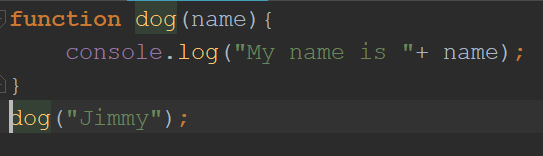 function dog(name){
    console.log("My name is "+ name);
}
dog("Jimmy");